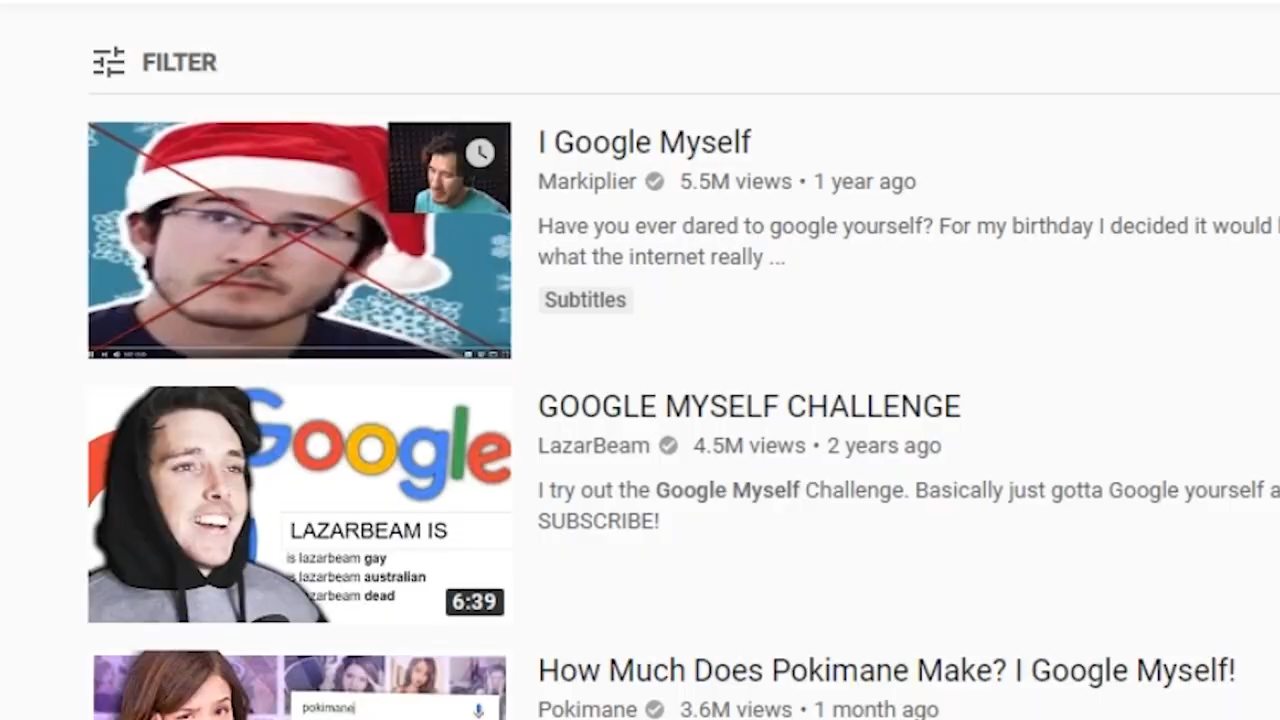 FILTER
I Google Myself
Markiplier 5.5M views • 1 year ago
Have you ever dared to google yourself? For my birthday I decided it would
what the internet really ...
Subtitles
Google
LAZARBEAM IS
is lazarbeam gay
lazarbeam australian
zarbeam dead
6:39
GOOGLE MYSELF CHALLENGE
LazarBeam 4.5M views • 2 years ago
I try out the Google Myself Challenge. Basically just gotta Google yourself a
SUBSCRIBE!
pokimane
How Much Does Pokimane Make? I Google Myself!
Pokimane 3.6M views • 1 month ago